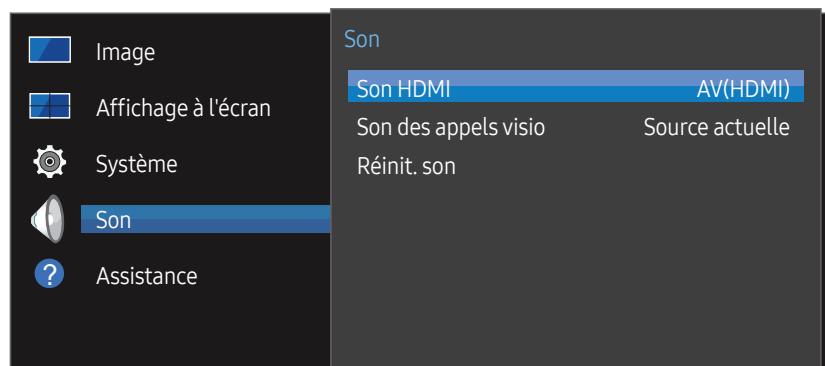 Image
Affichage à l'écran
Système
Son
? Assistance
Son
Son HDMI AV(HDMI)
Son des appels visio Source actuelle
Réinit. son